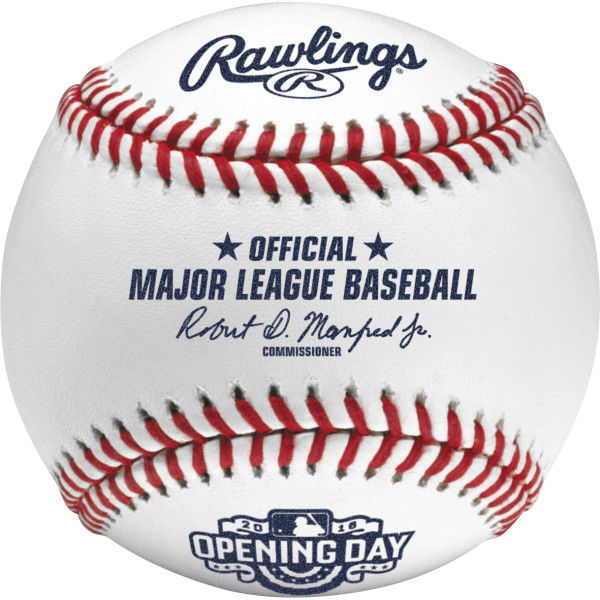 Rawlings
R
★ OFFICIAL ★
MAJOR LEAGUE BASEBALL
Robert D. Manfred Jr.
COMMISSIONER
2016
OPENING DAY